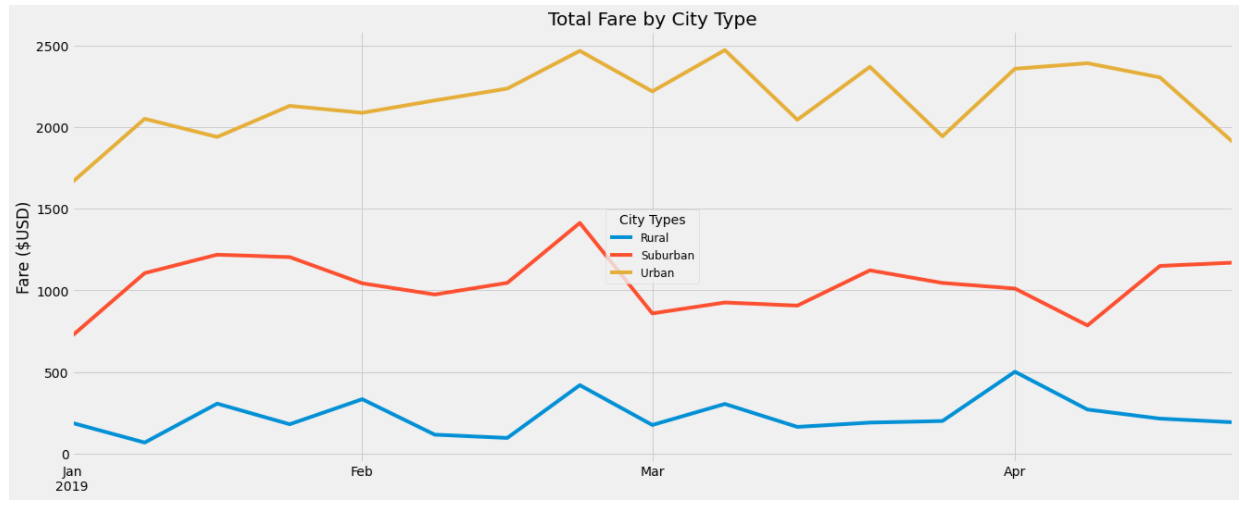 Total Fare by City Type
Fare ($USD)
2500
2000
1500
1000
500
0
City Types
Rural
Suburban
Urban
Jan Feb Mar Apr
2019